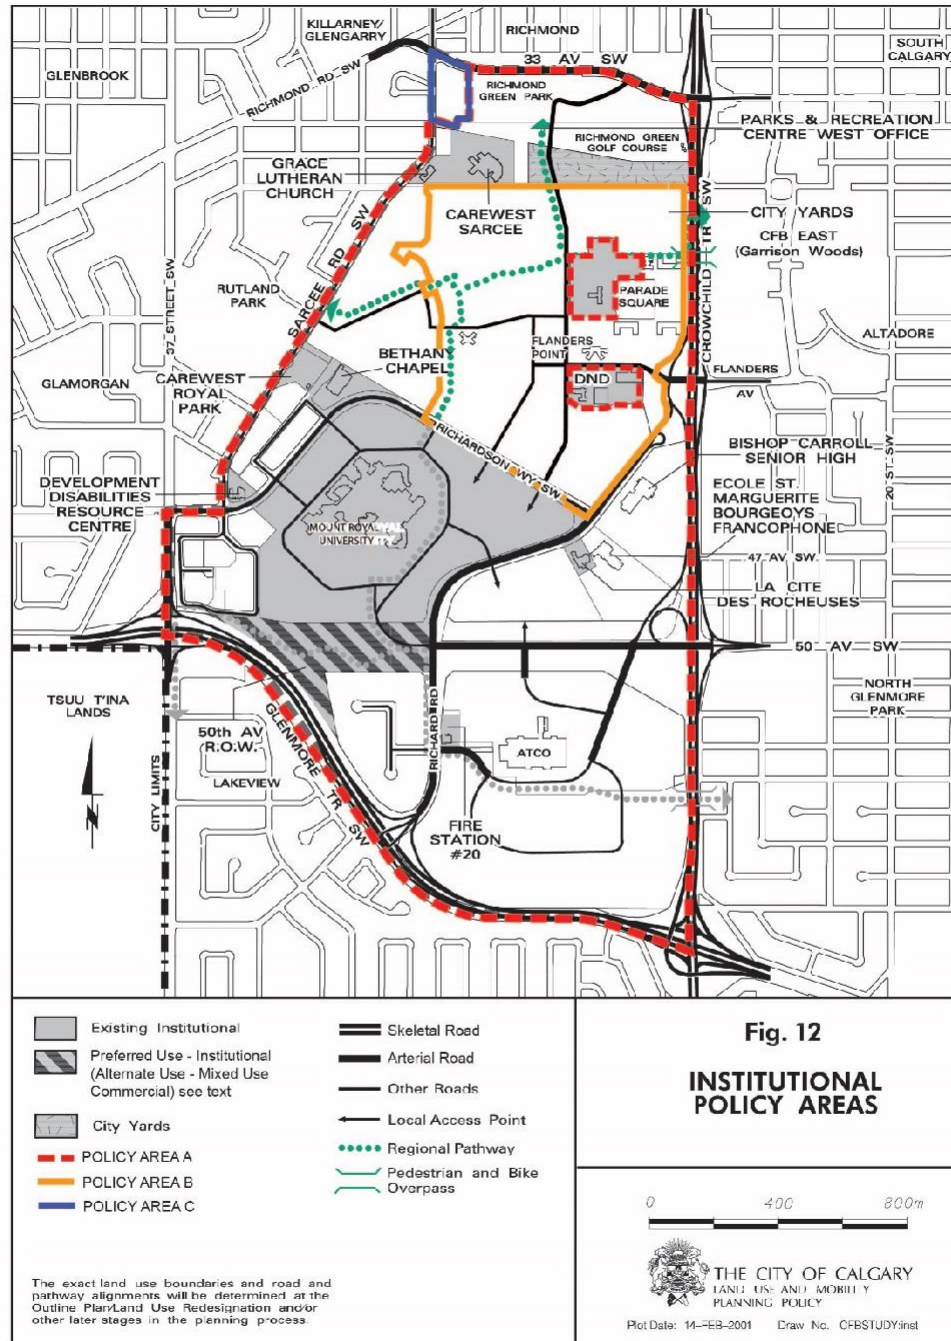 KILLARNEY/
GLENGARRY
RICHMOND
SOUTH
CALGARY
GLENBROOK
RICHMOND RD SW
33 AV SW
RICHMOND
GREEN PARK
PARKS & RECREATION
CENTRE WEST OFFICE
RICHMOND GREEN
GOLF COURSE
GRACE
LUTHERAN
CHURCH
CAREWEST
SARCEE
CITY YARDS
CFB EAST
(Garrison Woods)
CROWCHILD TR SW
SARCEE RD SW
37 STREET SW
RUTLAND
PARK
PARADE
SQUARE
ALTADORE
FLANDERS
POINT
BETHANY
CHAPEL
GLAMORGAN
CAREWEST
ROYAL
PARK
DND
FLANDERS
AV
RICHARDSON WY SW
BISHOP CARROLL
SENIOR HIGH
20 ST SW
DEVELOPMENT
DISABILITIES
RESOURCE
CENTRE
ECOLE ST.
MARGUERITE
BOURGEOYS
FRANCOPHONE
MOUNT ROYAL
UNIVERSITY
47 AV SW
LA CITE
DES ROCHEUSES
50 AV SW
TSUU T'INA
LANDS
NORTH
GLENMORE
PARK
50th AV
R.O.W.
GLENMORE TR SW
RICHARD RD
ATCO
LAKEVIEW
CITY LIMITS
FIRE
STATION
#20
Existing Institutional
Preferred Use - Institutional
(Alternate Use - Mixed Use
Commercial) see text
City Yards
POLICY AREA A
POLICY AREA B
POLICY AREA C
Skeletal Road
Arterial Road
Other Roads
Local Access Point
Regional Pathway
Pedestrian and Bike
Overpass
The exact land use boundaries and road and
pathway alignments will be determined at the
Outline Plan/Land Use Redesignation and/or
other later stages in the planning process.
Fig. 12
INSTITUTIONAL
POLICY AREAS
0 400 800m
THE CITY OF CALGARY
LAND USE AND MOBILITY
PLANNING POLICY
Plot Date: 14-FEB-2001 Draw No. CFBSTUDY:inst